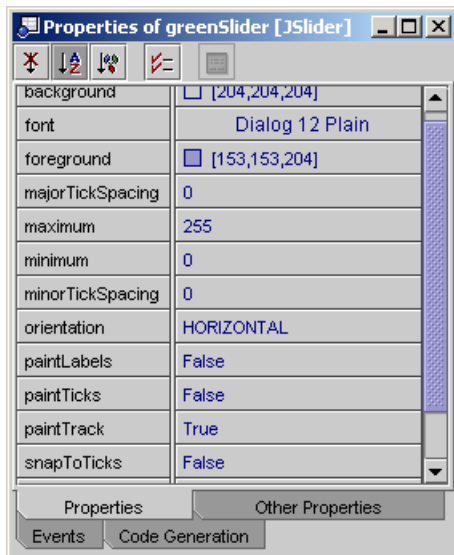 Properties of greenSlider [JSlider]
background [204,204,204]
font Dialog 12 Plain
foreground [153,153,204]
majorTickSpacing 0
maximum 255
minimum 0
minorTickSpacing 0
orientation HORIZONTAL
paintLabels False
paintTicks False
paintTrack True
snapToTicks False
Properties Other Properties
Events Code Generation